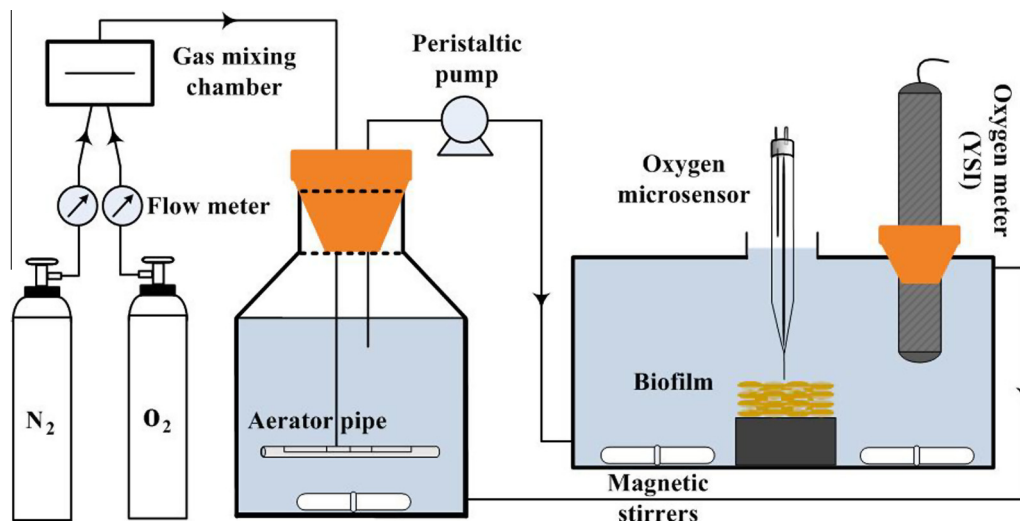 Gas mixing
chamber
Peristaltic
pump
Oxygen
microsensor
Oxygen meter
(YSI)
Flow meter
N₂
O₂
Aerator pipe
Biofilm
Magnetic
stirrers